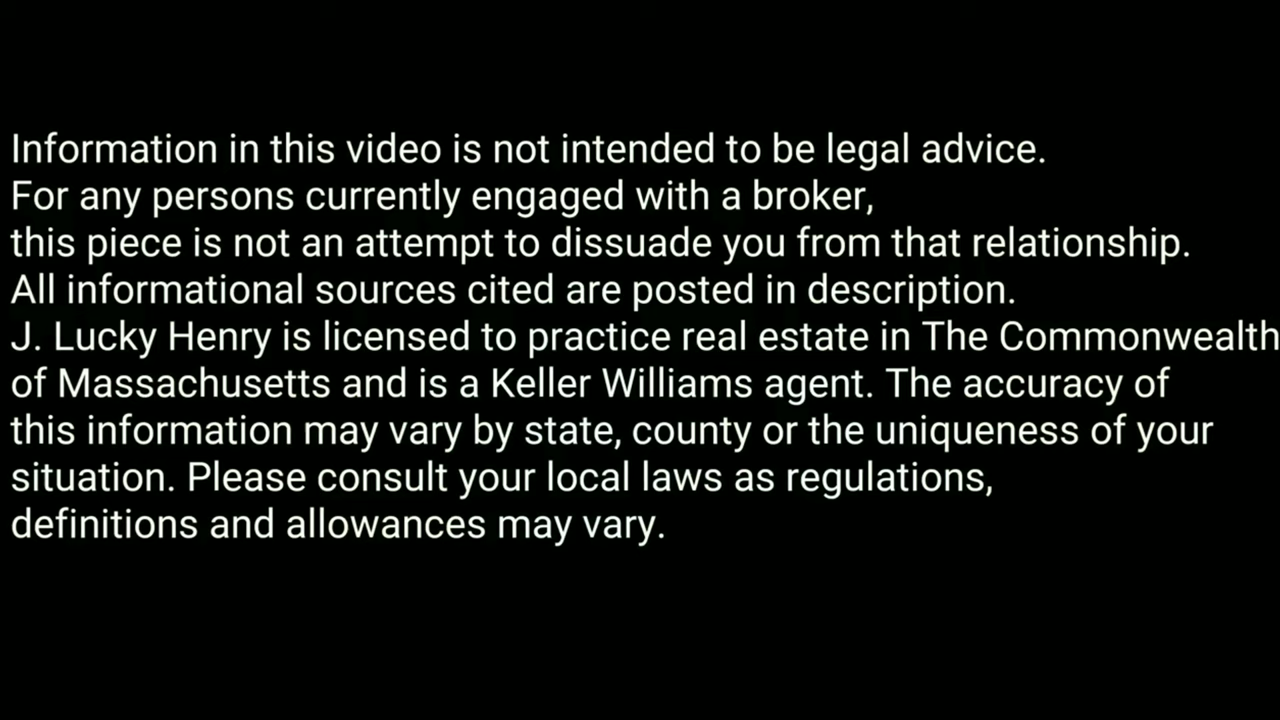 Information in this video is not intended to be legal advice.
For any persons currently engaged with a broker,
this piece is not an attempt to dissuade you from that relationship.
All informational sources cited are posted in description.
J. Lucky Henry is licensed to practice real estate in The Commonwealth
of Massachusetts and is a Keller Williams agent. The accuracy of
this information may vary by state, county or the uniqueness of your
situation. Please consult your local laws as regulations,
definitions and allowances may vary.